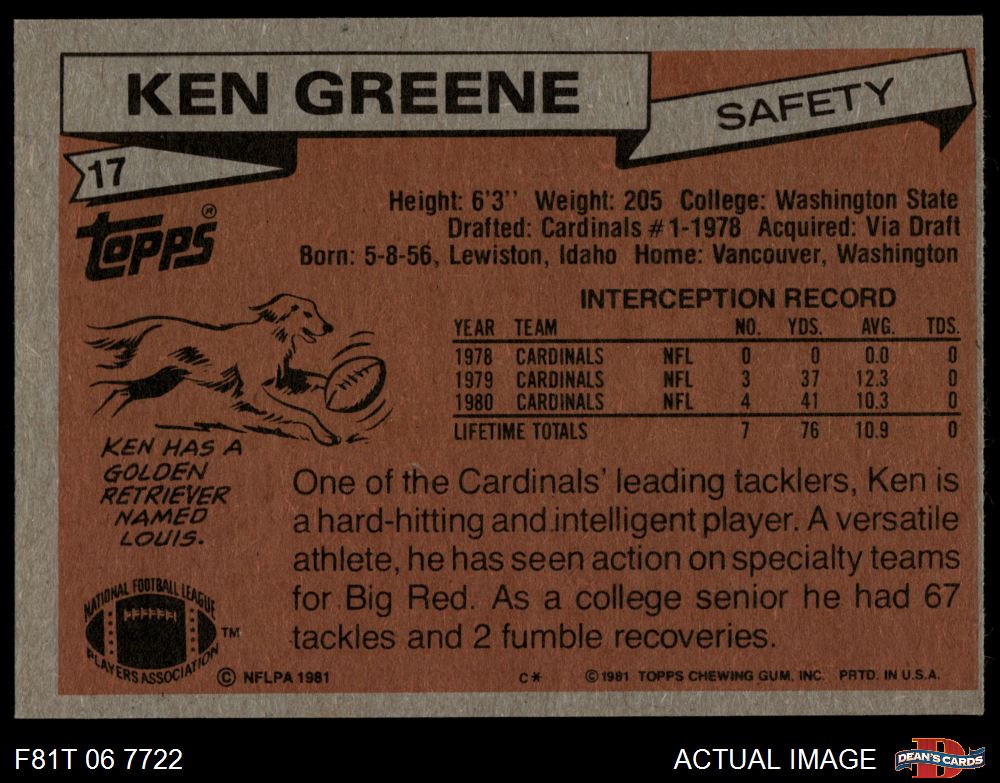 KEN GREENE
SAFETY
17
Topps®
Height: 6'3'' Weight: 205 College: Washington State
Drafted: Cardinals #1-1978 Acquired: Via Draft
Born: 5-8-56, Lewiston, Idaho Home: Vancouver, Washington
INTERCEPTION RECORD
YEAR TEAM NO. YDS. AVG. TDS.
1978 CARDINALS NFL 0 0 0.0 0
1979 CARDINALS NFL 3 37 12.3 0
1980 CARDINALS NFL 4 41 10.3 0
LIFETIME TOTALS 7 76 10.9 0
KEN HAS A
GOLDEN
RETRIEVER
NAMED
LOUIS.
One of the Cardinals' leading tacklers, Ken is
a hard-hitting and intelligent player. A versatile
athlete, he has seen action on specialty teams
for Big Red. As a college senior he had 67
tackles and 2 fumble recoveries.
NATIONAL FOOTBALL LEAGUE
PLAYERS ASSOCIATION
TM
© NFLPA 1981
C*
© 1981 TOPPS CHEWING GUM, INC. PRTD. IN U.S.A.
F81T 06 7722
ACTUAL IMAGE
DEAN'S CARDS